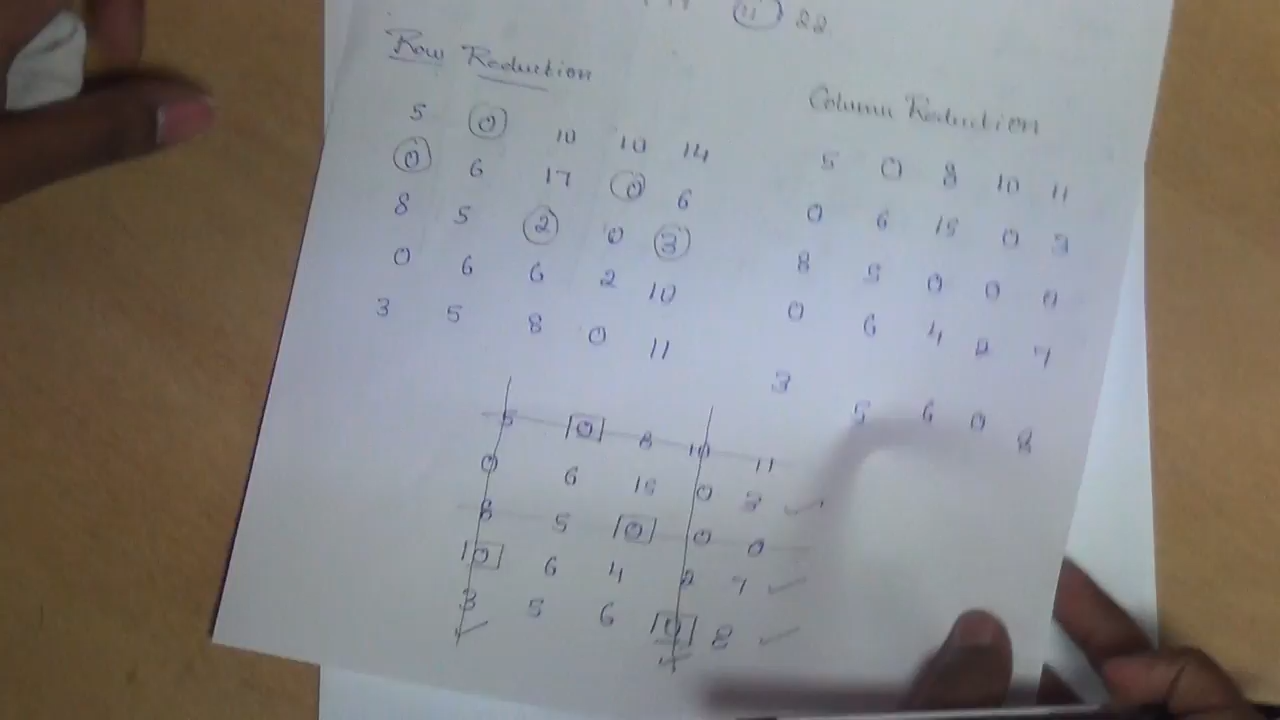 11 22
Row Reduction
5 0 10 10 14
0 6 17 0 6
8 5 2 0 3
0 6 6 2 10
3 5 8 0 11
Column Reduction
5 0 8 10 11
0 6 15 0 3
8 5 0 0 0
0 6 4 2 7
3 5 6 0 8
5 0 8 10 11
0 6 15 0 3
8 5 0 0 0
0 6 4 2 7
3 5 6 0 8